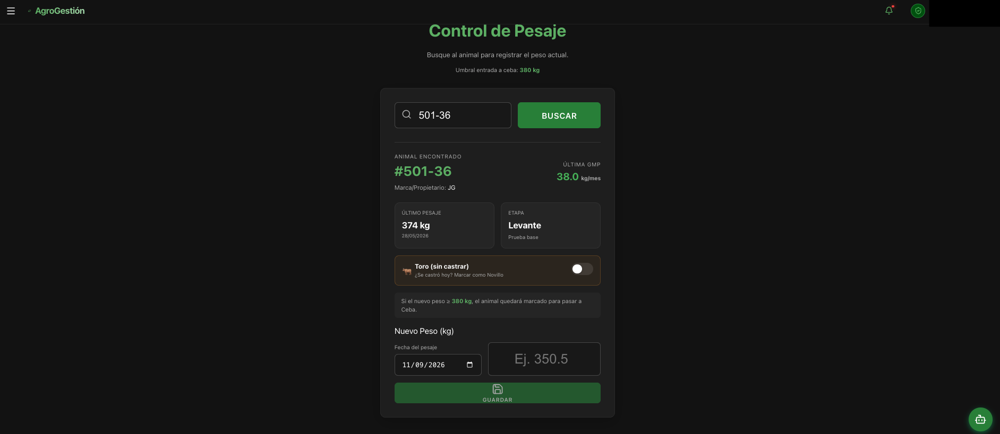 AgroGestión
Control de Pesaje
Busque al animal para registrar el peso actual.
Umbral entrada a ceba: 380 kg
501-36
BUSCAR
ANIMAL ENCONTRADO
#501-36
Marca/Propietario: JG
ÚLTIMA GMP
38.0 kg/mes
ÚLTIMO PESAJE
374 kg
28/05/2026
ETAPA
Levante
Prueba base
Toro (sin castrar)
¿Se castró hoy? Marcar como Novillo
Si el nuevo peso ≥ 380 kg, el animal quedará marcado para pasar a
Ceba.
Nuevo Peso (kg)
Fecha del pesaje
11/09/2026
Ej. 350.5
GUARDAR